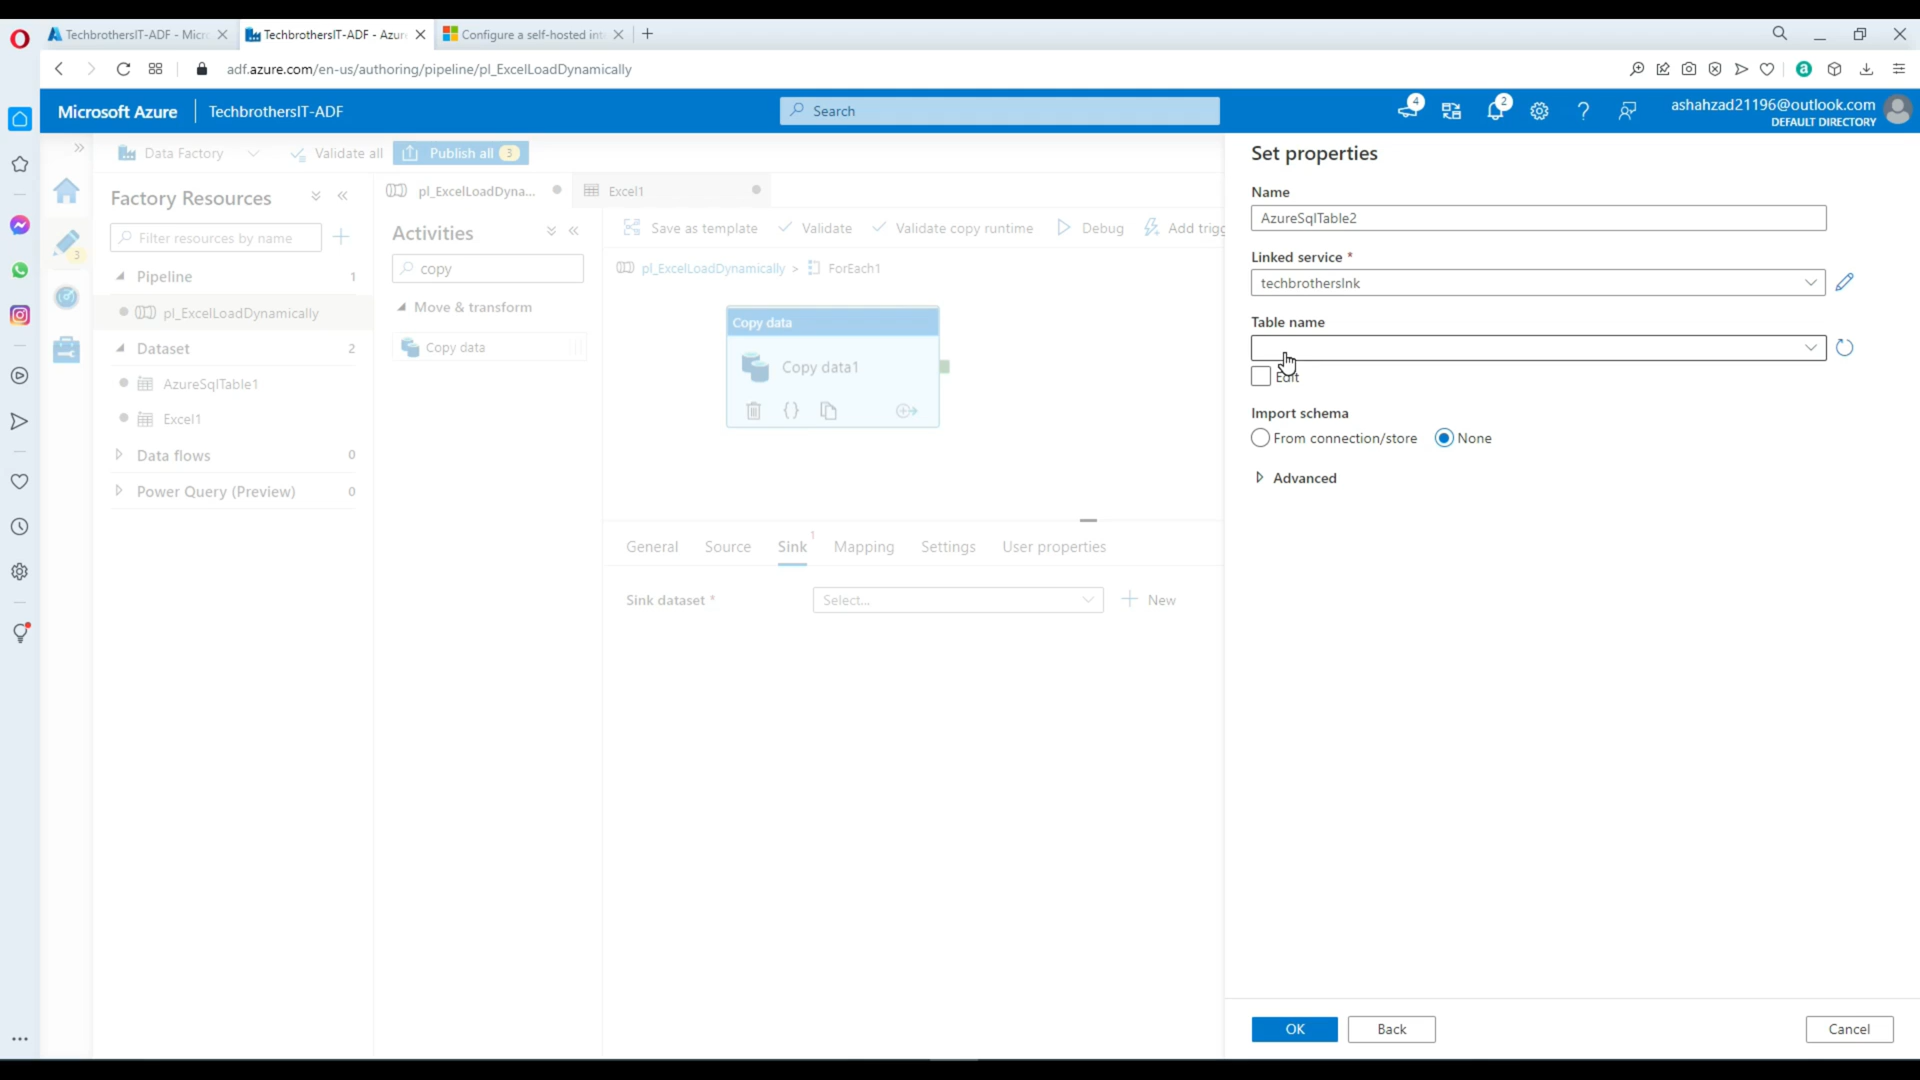 TechbrothersIT-ADF - Micr
TechbrothersIT-ADF - Azur
Configure a self-hosted int
adf.azure.com/en-us/authoring/pipeline/pl_ExcelLoadDynamically
Microsoft Azure
TechbrothersIT-ADF
Search
4
2
ashahzad21196@outlook.com
DEFAULT DIRECTORY
Data Factory
Validate all
Publish all
3
Factory Resources
Filter resources by name
3
Pipeline
1
pl_ExcelLoadDynamically
Dataset
2
AzureSqlTable1
Excel1
Data flows
0
Power Query (Preview)
0
pl_ExcelLoadDyna...
Excel1
Activities
copy
Move & transform
Copy data
Save as template
Validate
Validate copy runtime
Debug
Add trigg
pl_ExcelLoadDynamically
>
ForEach1
Copy data
Copy data1
General
Source
Sink
1
Mapping
Settings
User properties
Sink dataset *
Select...
New
Set properties
Name
AzureSqlTable2
Linked service *
techbrotherslnk
Table name
Edit
Import schema
From connection/store
None
Advanced
OK
Back
Cancel